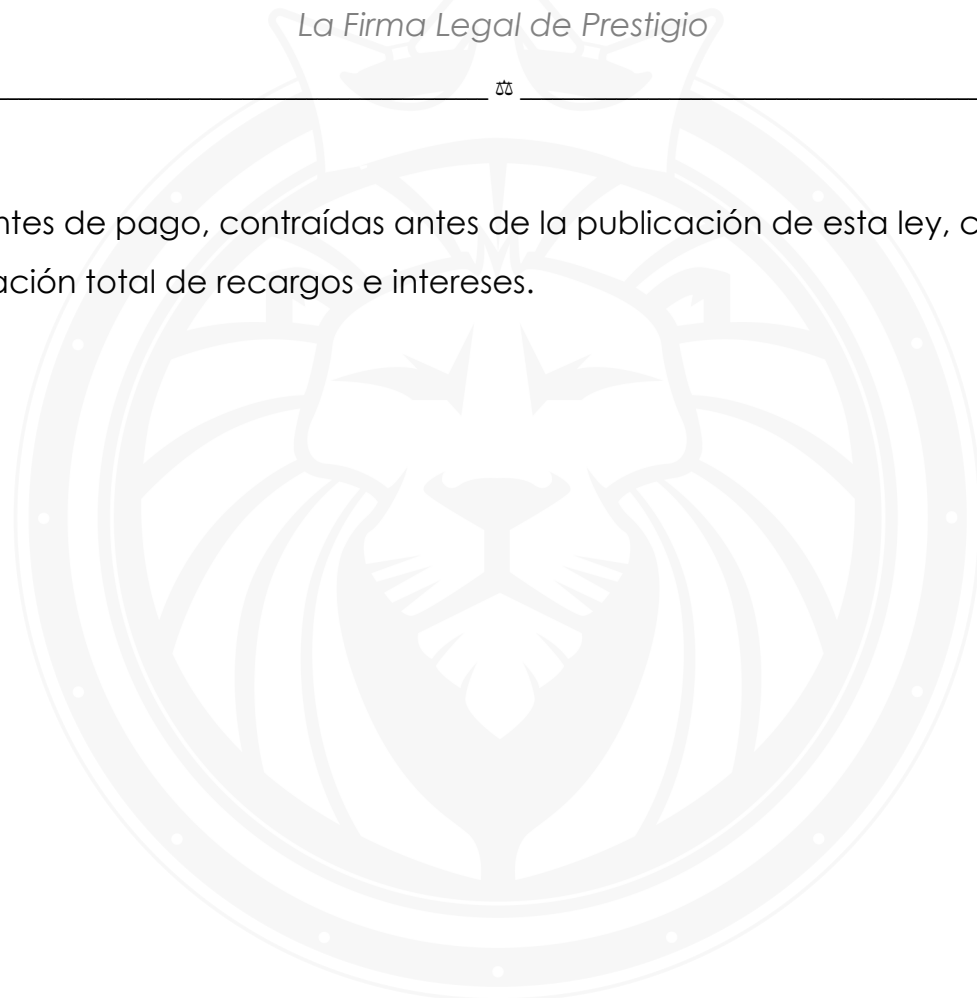 La Firma Legal de Prestigio
ntes de pago, contraídas antes de la publicación de esta ley,
ación total de recargos e intereses.